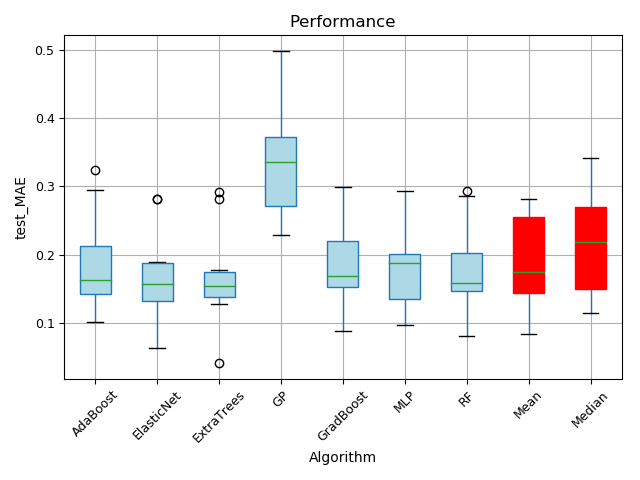 Performance
test_MAE
0.5
0.4
0.3
0.2
0.1
AdaBoost
ElasticNet
ExtraTrees
GP
GradBoost
MLP
RF
Mean
Median
Algorithm